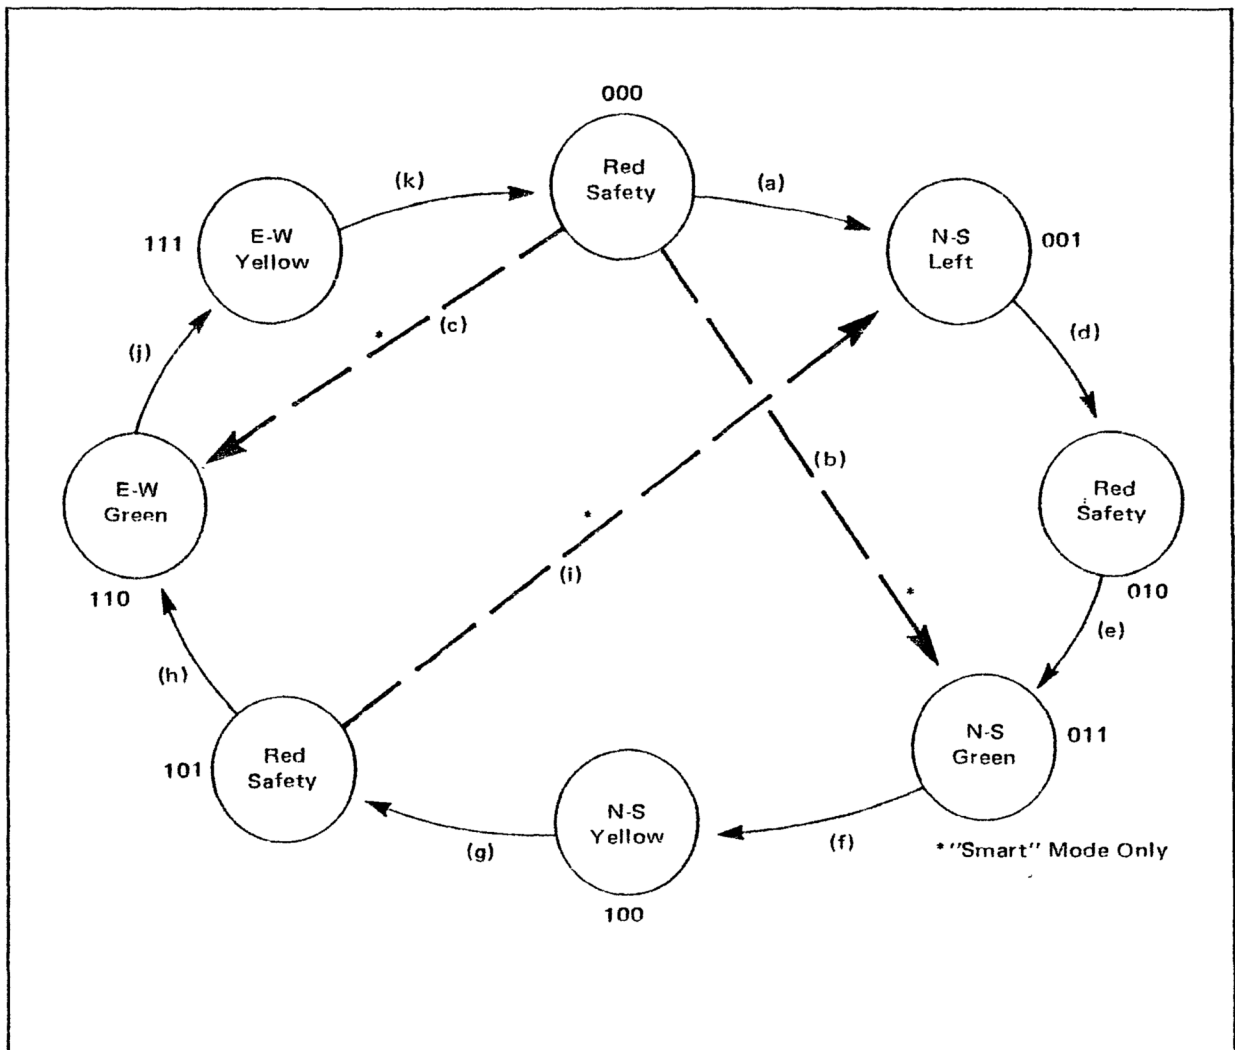 000
Red
Safety
(k)
(a)
111
E-W
Yellow
N-S
Left
001
(j)
*
(c)
(d)
E-W
Green
110
(b)
*
(i)
*
Red
Safety
010
(e)
(h)
101
Red
Safety
N-S
Green
011
N-S
Yellow
100
(g)
(f)
*"Smart" Mode Only